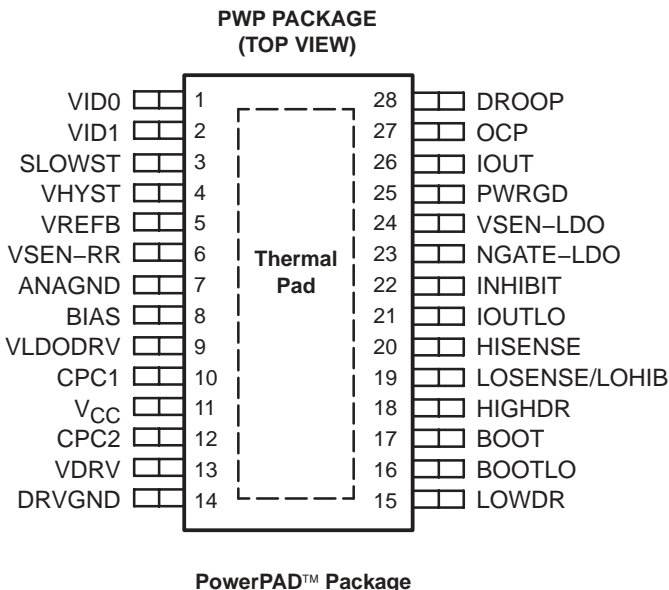 PWP PACKAGE
(TOP VIEW)
VID0 1 28 DROOP
VID1 2 27 OCP
SLOWST 3 26 IOUT
VHYST 4 25 PWRGD
VREFB 5 24 VSEN–LDO
VSEN–RR 6 23 NGATE–LDO
ANAGND 7 22 INHIBIT
BIAS 8 21 IOUTLO
VLDODRV 9 20 HISENSE
CPC1 10 19 LOSENSE/LOHIB
VCC 11 18 HIGHDR
CPC2 12 17 BOOT
VDRV 13 16 BOOTLO
DRVGND 14 15 LOWDR
Thermal
Pad
PowerPAD™ Package